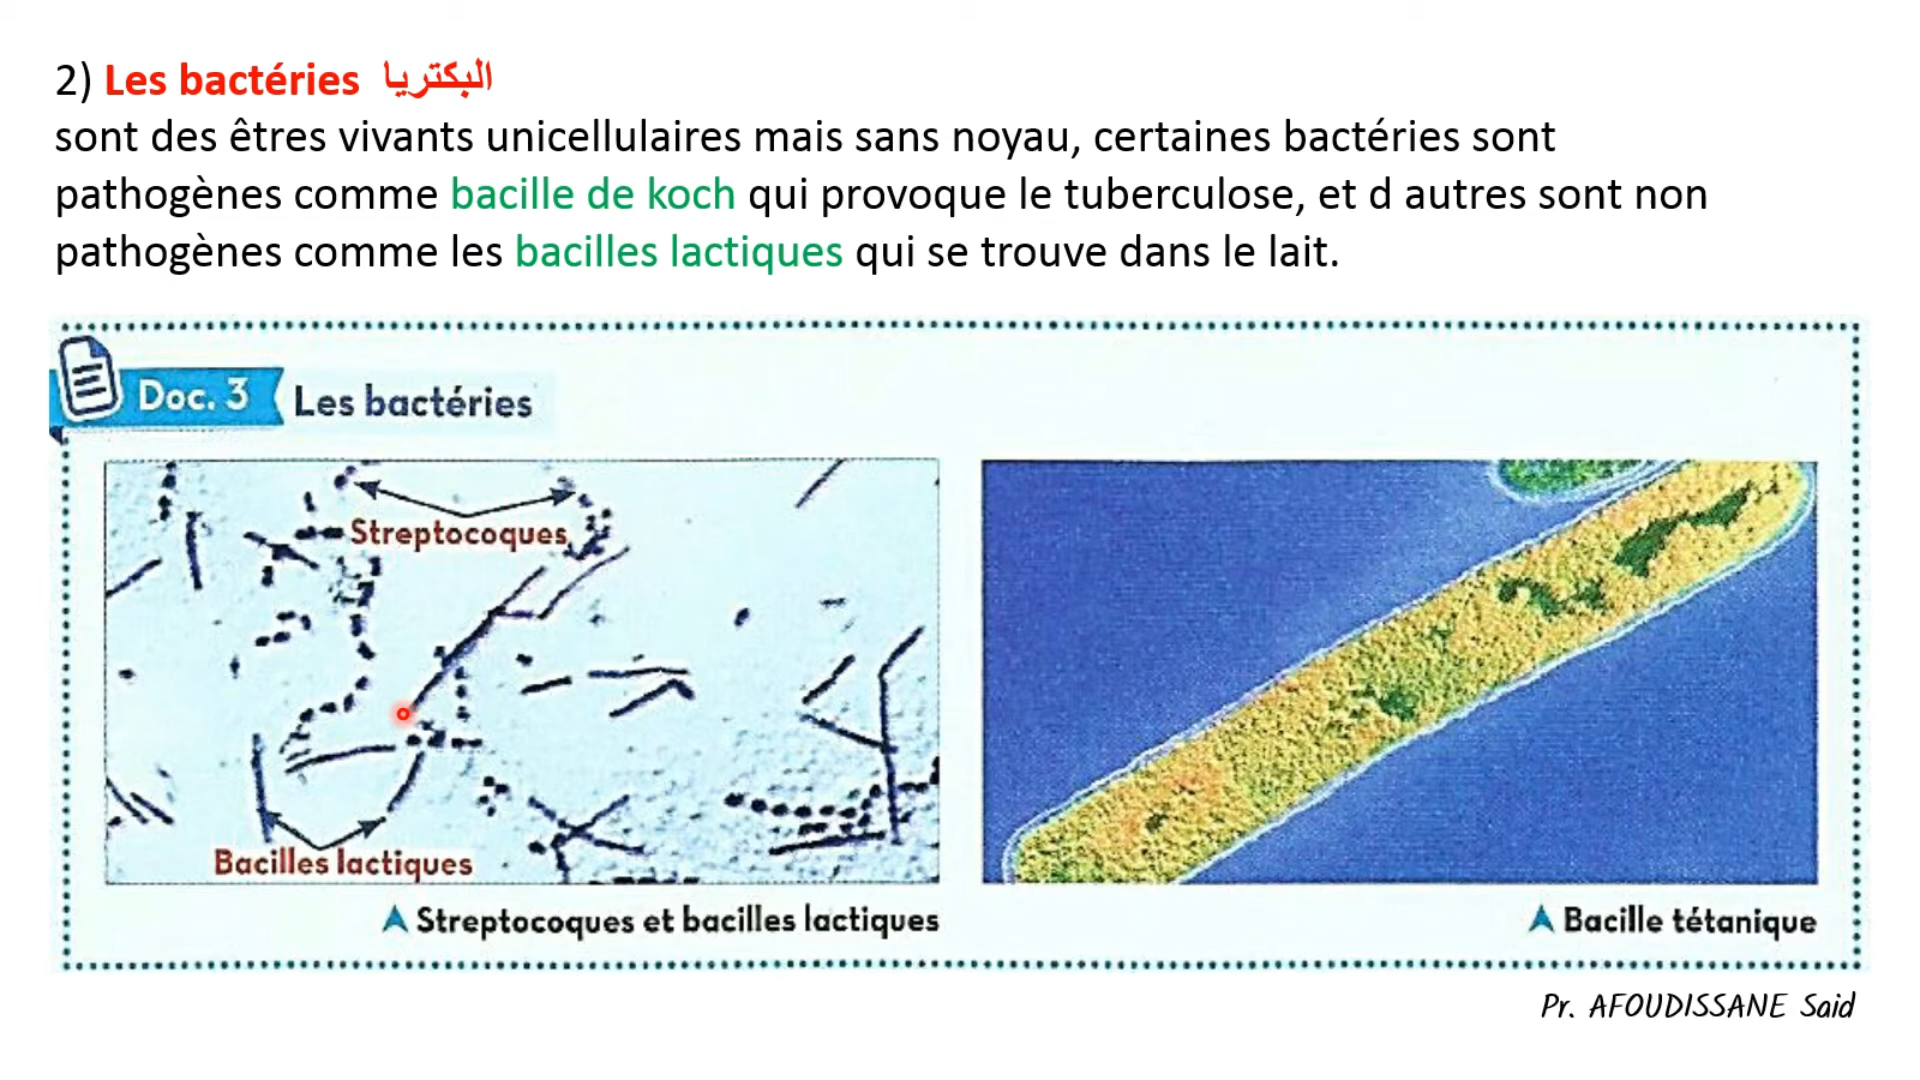 2) Les bactéries البكتريا
sont des êtres vivants unicellulaires mais sans noyau, certaines bactéries sont
pathogènes comme bacille de koch qui provoque le tuberculose, et d autres sont non
pathogènes comme les bacilles lactiques qui se trouve dans le lait.
Doc. 3 Les bactéries
Streptocoques
Bacilles lactiques
Streptocoques et bacilles lactiques
Bacille tétanique
Pr. AFOUDISSANE Said